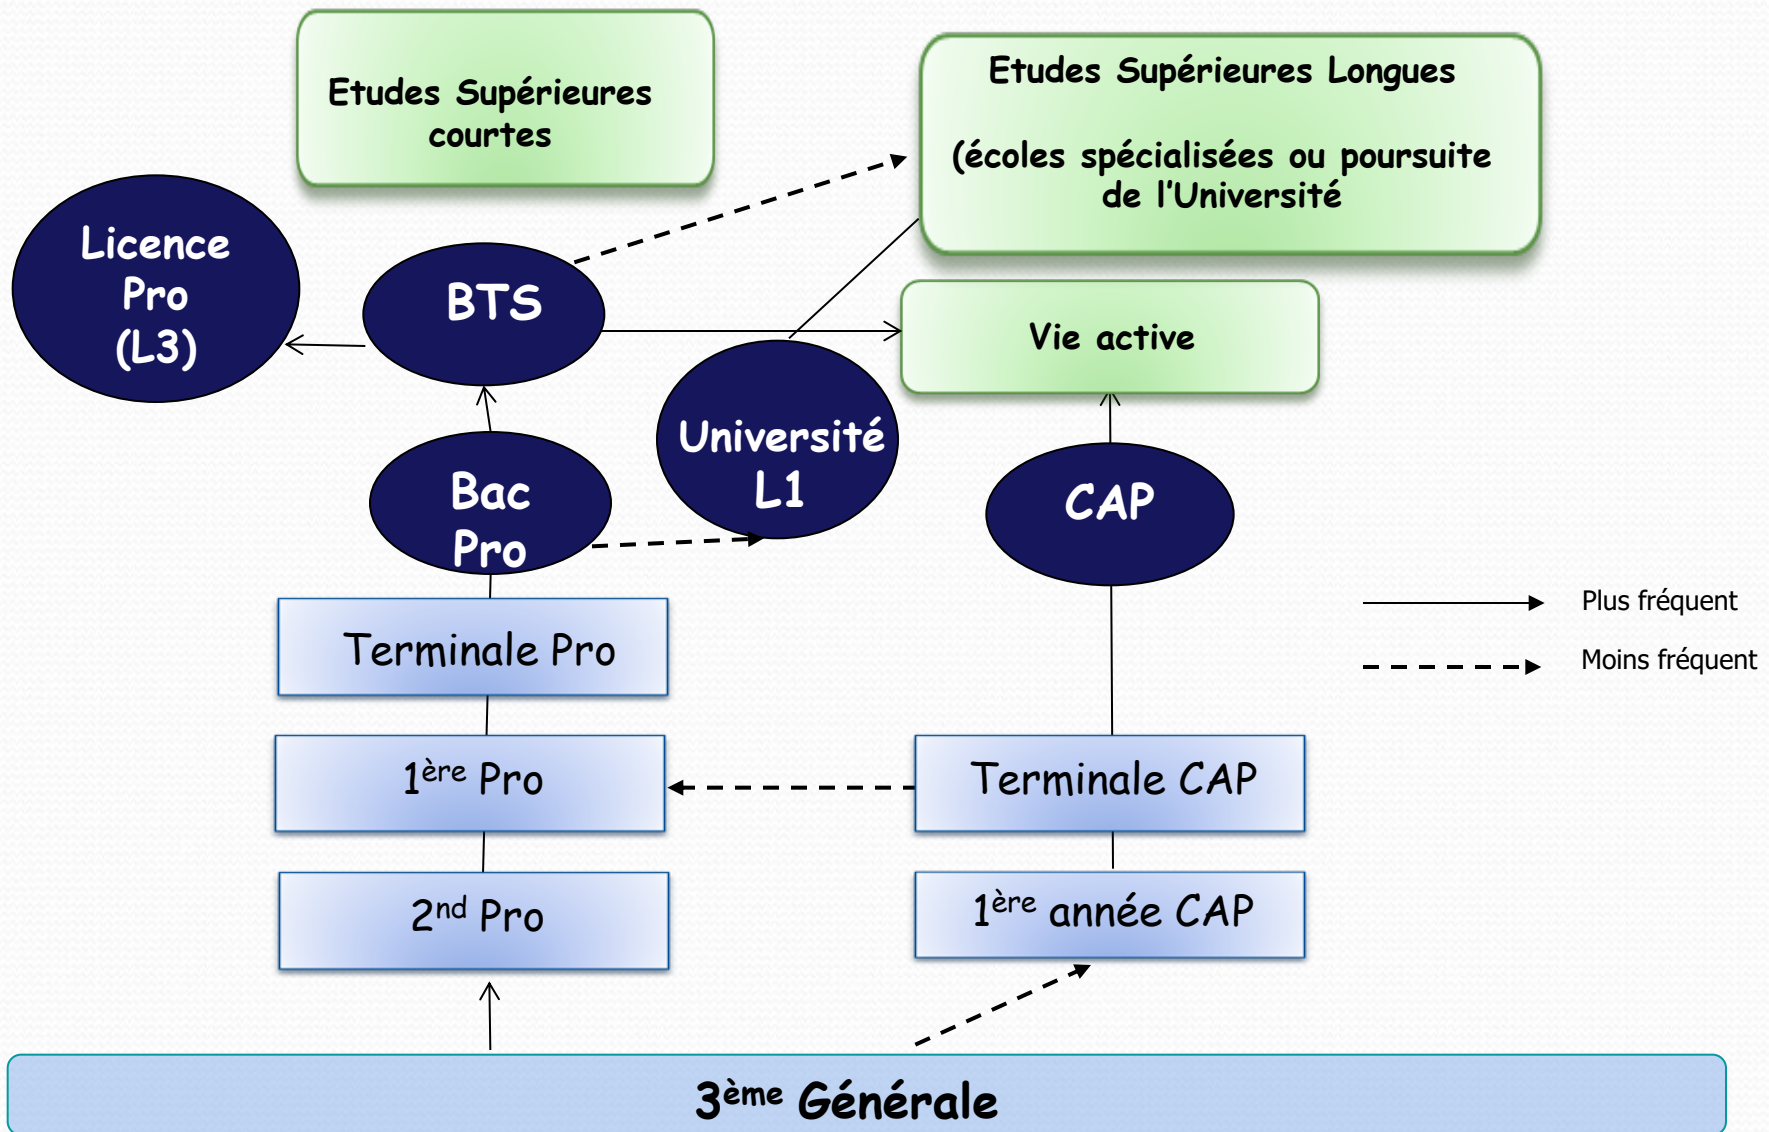 Etudes Supérieures
courtes
Etudes Supérieures Longues
(écoles spécialisées ou poursuite
de l'Université
Licence
Pro
(L3)
BTS
Vie active
Université
L1
Bac
Pro
CAP
Plus fréquent
Moins fréquent
Terminale Pro
1ère Pro
Terminale CAP
2nd Pro
1ère année CAP
3ème Générale